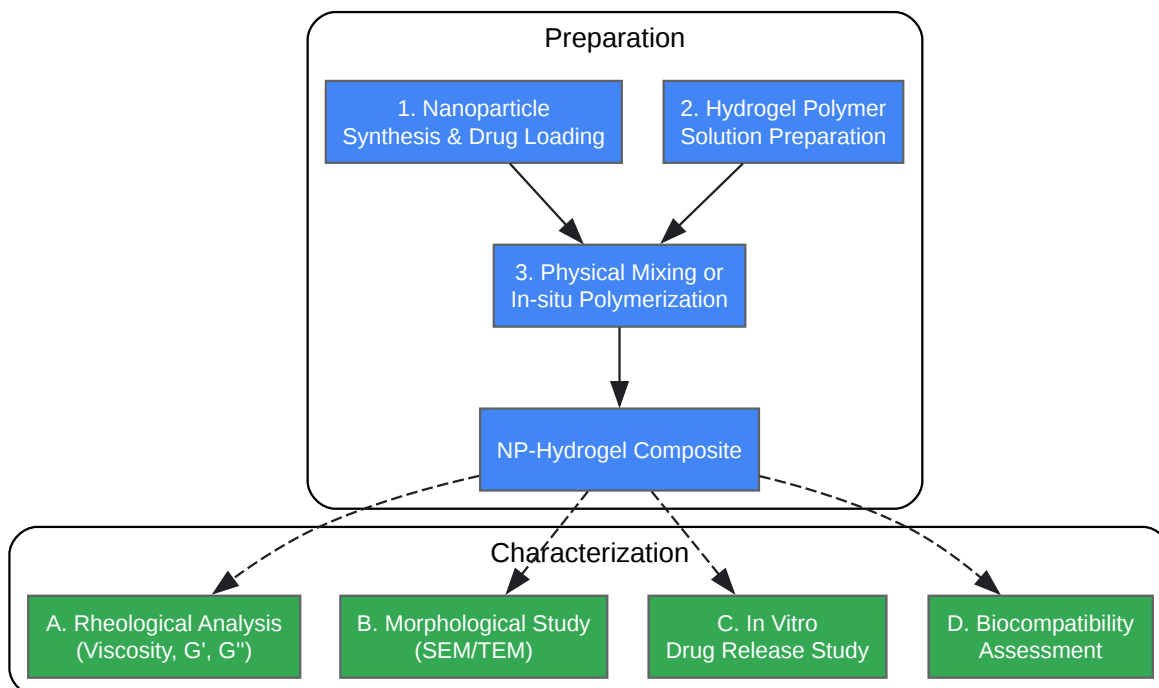 Preparation
1. Nanoparticle
Synthesis & Drug Loading
2. Hydrogel Polymer
Solution Preparation
3. Physical Mixing or
In-situ Polymerization
NP-Hydrogel Composite
Characterization
A. Rheological Analysis
(Viscosity, G', G'')
B. Morphological Study
(SEM/TEM)
C. In Vitro
Drug Release Study
D. Biocompatibility
Assessment